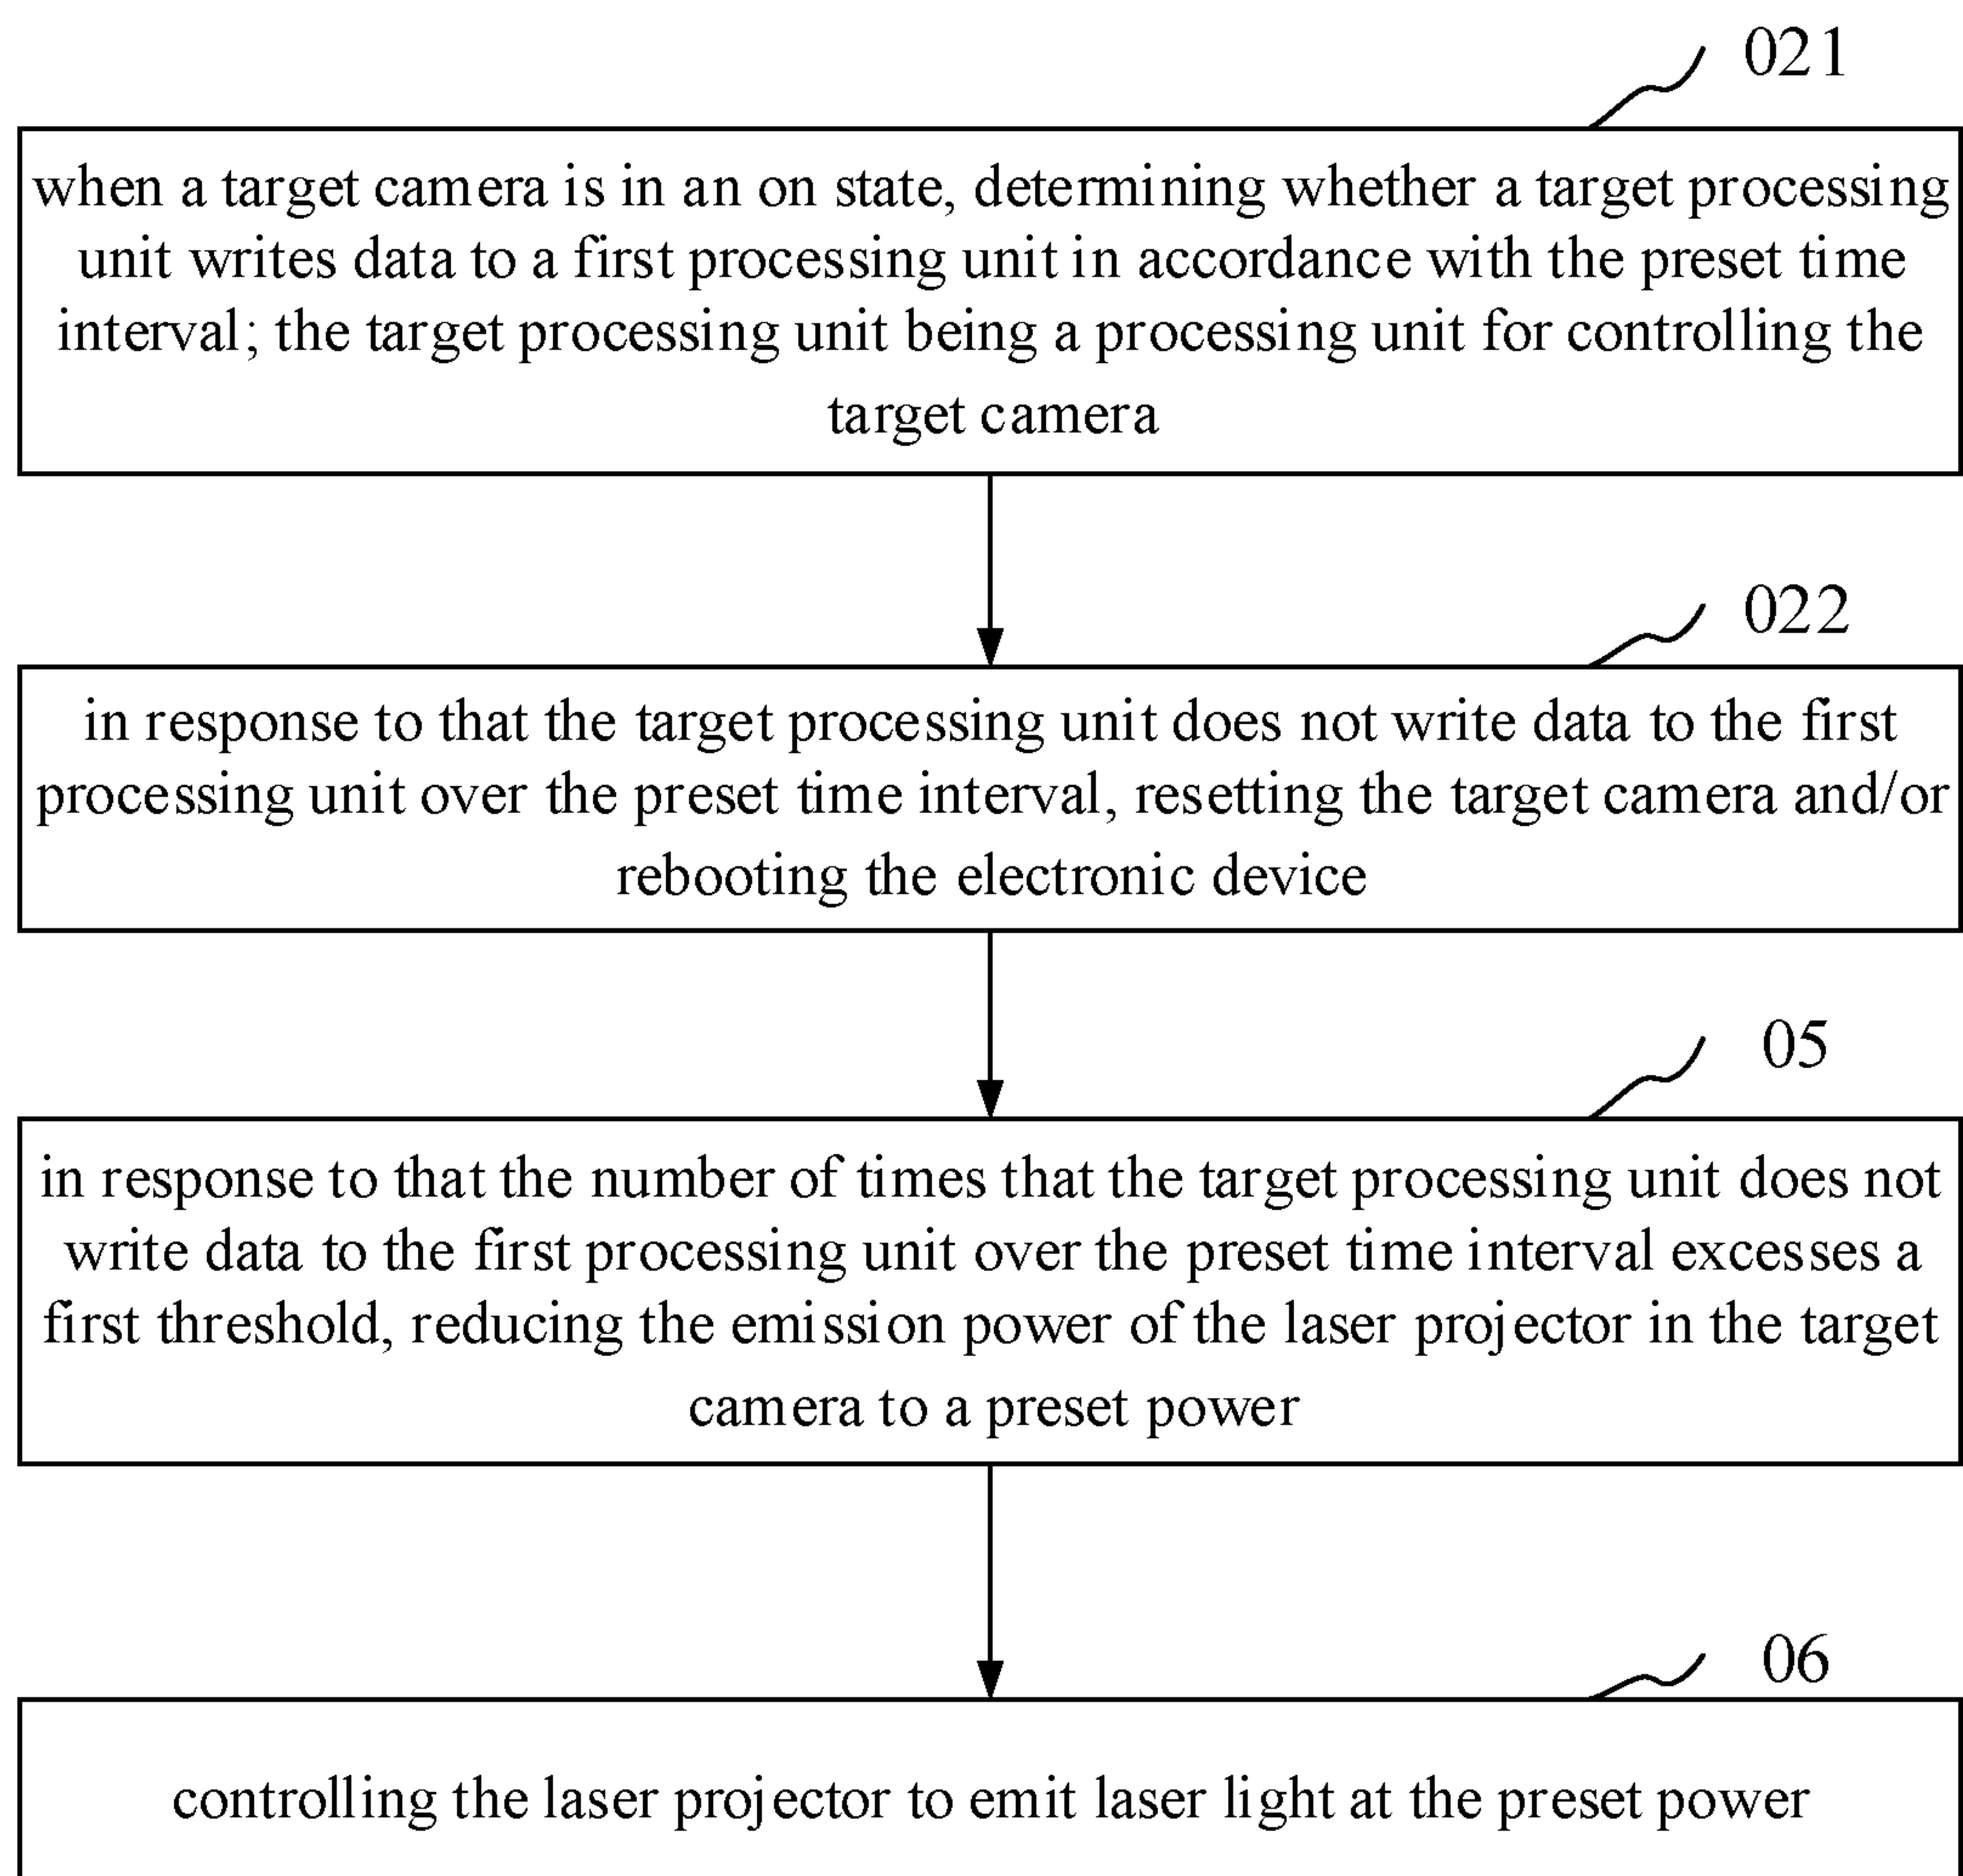 021
when a target camera is in an on state, determining whether a target processing
unit writes data to a first processing unit in accordance with the preset time
interval; the target processing unit being a processing unit for controlling the
target camera
022
in response to that the target processing unit does not write data to the first
processing unit over the preset time interval, resetting the target camera and/or
rebooting the electronic device
05
in response to that the number of times that the target processing unit does not
write data to the first processing unit over the preset time interval excesses a
first threshold, reducing the emission power of the laser projector in the target
camera to a preset power
06
controlling the laser projector to emit laser light at the preset power